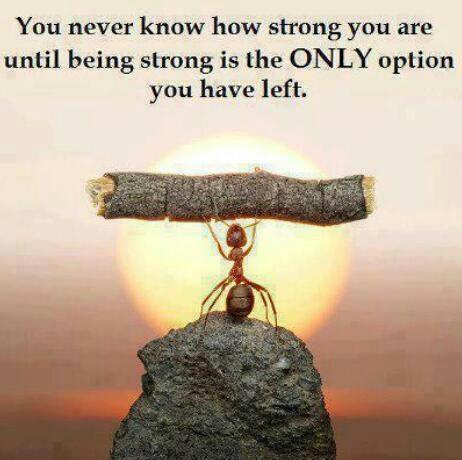 You never know how strong you are
until being strong is the ONLY option
you have left.